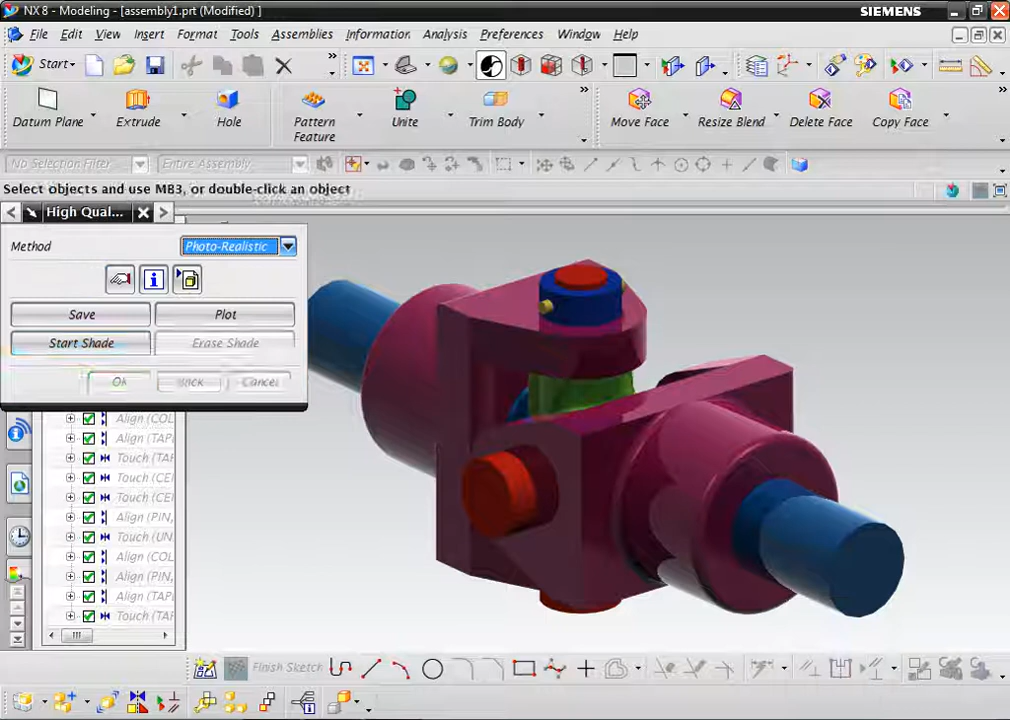 NX 8 - Modeling - [assembly1.prt (Modified) ]
SIEMENS
File Edit View Insert Format Tools Assemblies Information Analysis Preferences Window Help
Start
Datum Plane Extrude Hole Pattern Feature Unite Trim Body Move Face Resize Blend Delete Face Copy Face
No Selection Filter Entire Assembly
Select objects and use MB3, or double-click an object
High Qual...
Method Photo-Realistic
Save Plot
Start Shade Erase Shade
Ok Back Cancel
Align (COL
Align (TAP
Touch (TAF
Touch (CEI
Touch (CEI
Align (PIN,
Touch (UN
Align (COL
Align (PIN,
Align (TAP
Touch (TAF
Finish Sketch